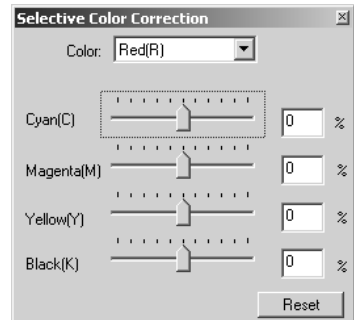 Selective Color Correction
Color: Red(R)
Cyan(C) 0 %
Magenta(M) 0 %
Yellow(Y) 0 %
Black(K) 0 %
Reset